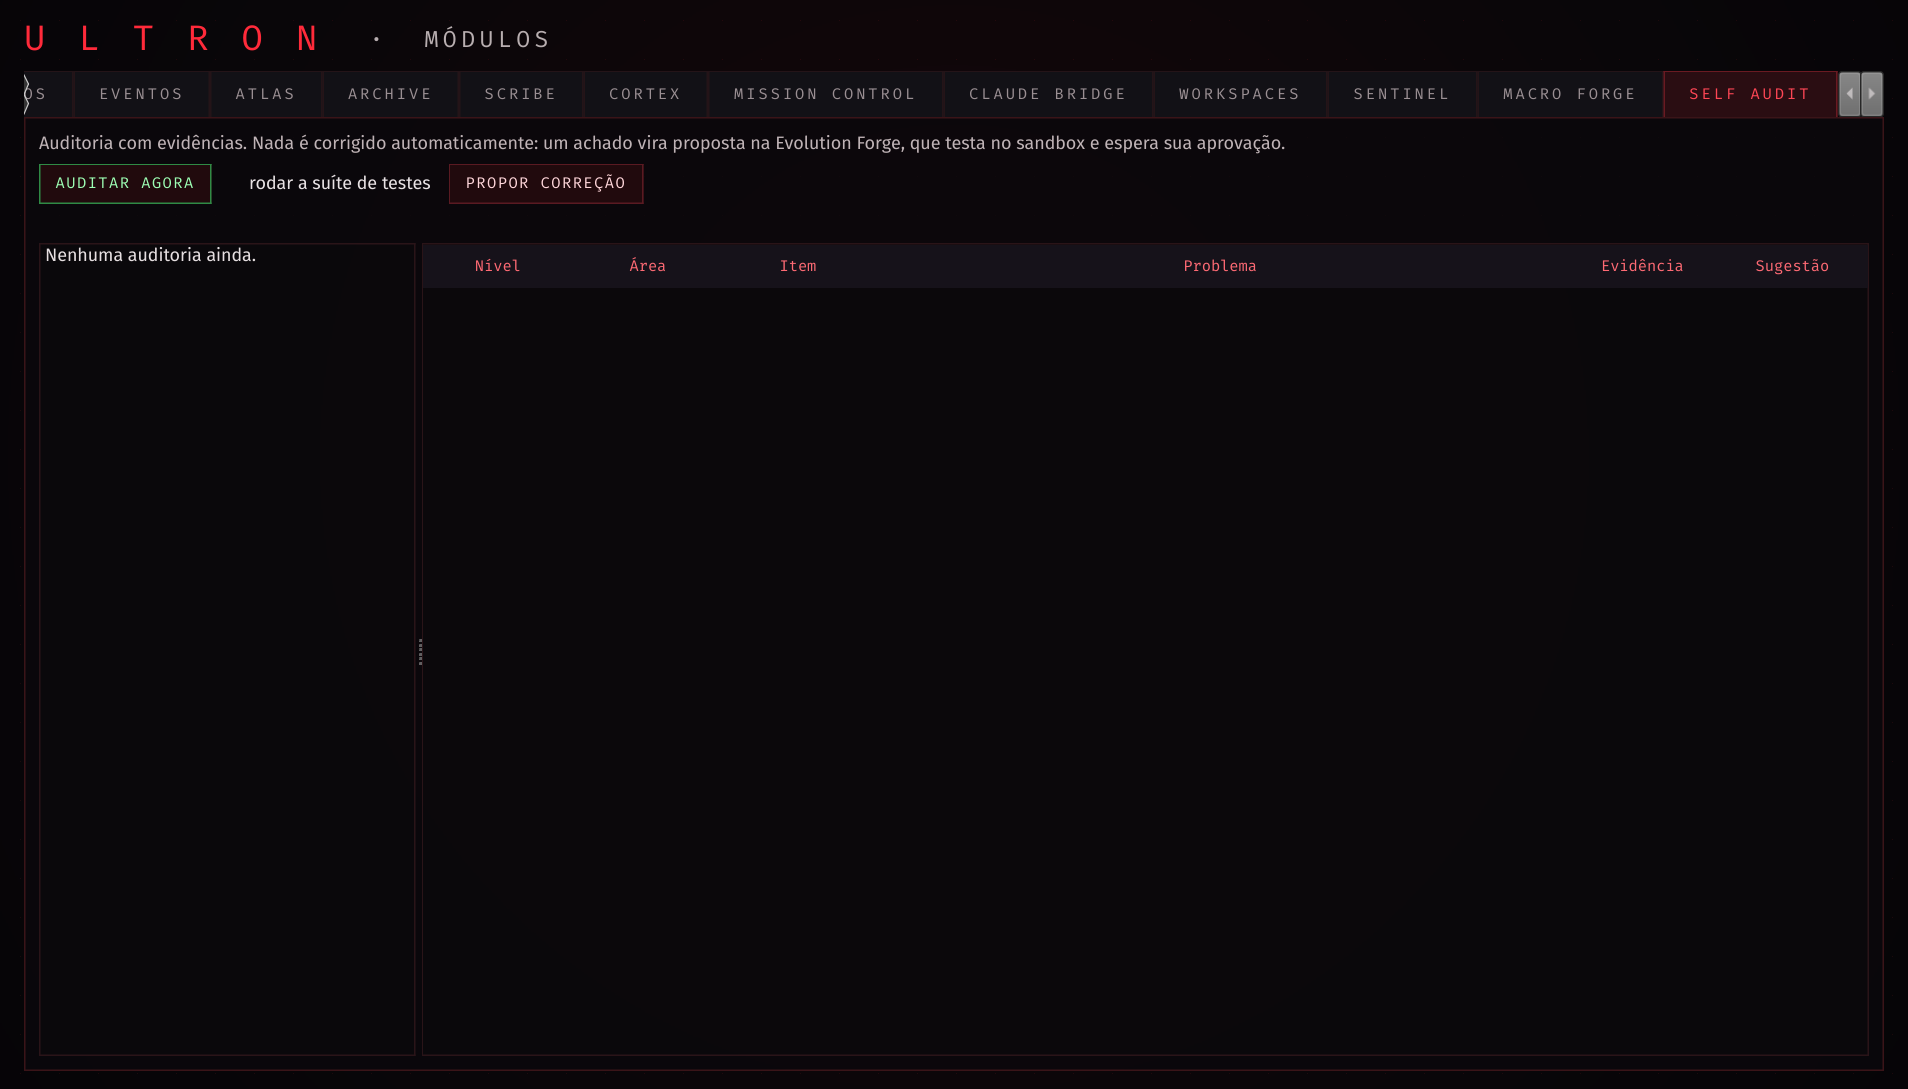 ULTRON · MÓDULOS
OS EVENTOS ATLAS ARCHIVE SCRIBE CORTEX MISSION CONTROL CLAUDE BRIDGE WORKSPACES SENTINEL MACRO FORGE SELF AUDIT
Auditoria com evidências. Nada é corrigido automaticamente: um achado vira proposta na Evolution Forge, que testa no sandbox e espera sua aprovação.
AUDITAR AGORA rodar a suíte de testes PROPOR CORREÇÃO
Nenhuma auditoria ainda.
Nível Área Item Problema Evidência Sugestão